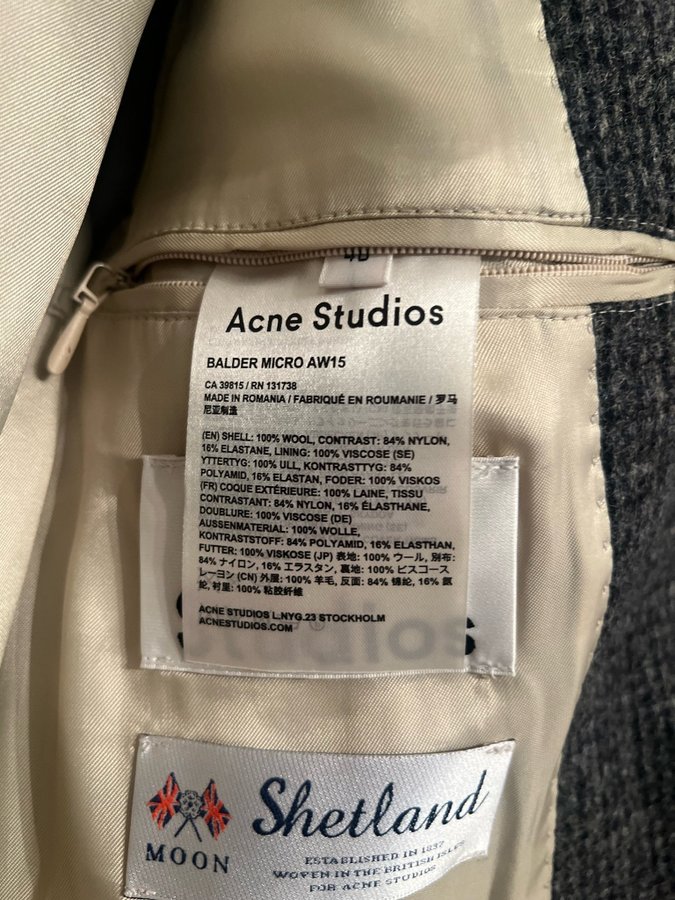 Acne Studios
BALDER MICRO AW15
CA 39815 / RN 131738
MADE IN ROMANIA / FABRIQUÉ EN ROUMANIE / 罗马
尼亚制造
(EN) SHELL: 100% WOOL, CONTRAST: 84% NYLON,
16% ELASTANE, LINING: 100% VISCOSE (SE)
YTTERTYG: 100% ULL, KONTRASTTYG: 84%
POLYAMID, 16% ELASTAN, FODER: 100% VISKOS
(FR) COQUE EXTÉRIEURE: 100% LAINE, TISSU
CONTRASTANT: 84% NYLON, 16% ÉLASTHANE,
DOUBLURE: 100% VISCOSE (DE)
AUSSENMATERIAL: 100% WOLLE,
KONTRASTSTOFF: 84% POLYAMID, 16% ELASTHAN,
FUTTER: 100% VISKOSE (JP) 表地: 100% ウール, 別布:
84% ナイロン, 16% エラスタン, 裏地: 100% ビスコース
レーヨン (CN) 外層: 100% 羊毛, 反面: 84% 锦纶, 16% 氨
纶, 衬里: 100% 粘胶纤维
ACNE STUDIOS L.NYG.23 STOCKHOLM
ACNESTUDIOS.COM
MOON
Shetland
ESTABLISHED IN 1837
WOVEN IN THE BRITISH ISLES
FOR ACNE STUDIOS